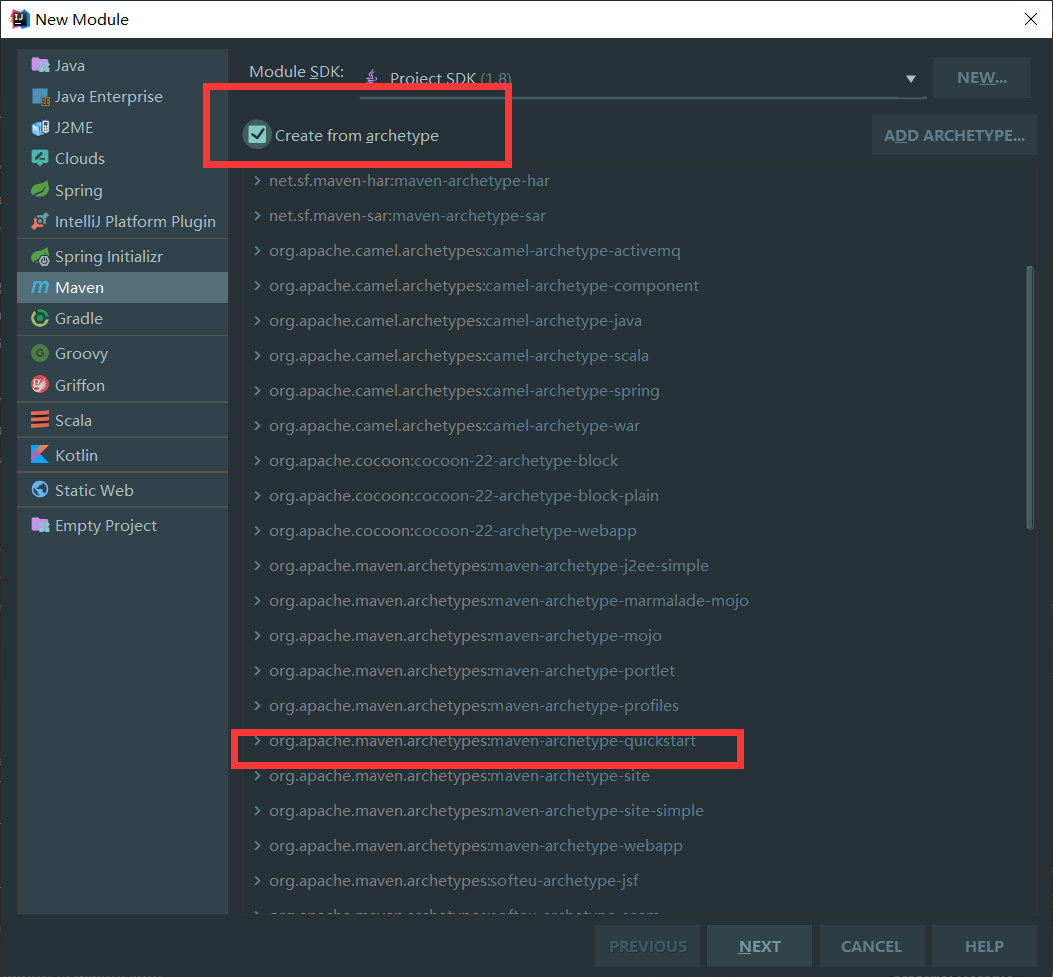 New Module
Java
Java Enterprise
J2ME
Clouds
Spring
IntelliJ Platform Plugin
Spring Initializr
Maven
Gradle
Groovy
Griffon
Scala
Kotlin
Static Web
Empty Project
Module SDK: Project SDK (1.8) NEW...
Create from archetype ADD ARCHETYPE...
net.sf.maven-har:maven-archetype-har
net.sf.maven-sar:maven-archetype-sar
org.apache.camel.archetypes:camel-archetype-activemq
org.apache.camel.archetypes:camel-archetype-component
org.apache.camel.archetypes:camel-archetype-java
org.apache.camel.archetypes:camel-archetype-scala
org.apache.camel.archetypes:camel-archetype-spring
org.apache.camel.archetypes:camel-archetype-war
org.apache.cocoon:cocoon-22-archetype-block
org.apache.cocoon:cocoon-22-archetype-block-plain
org.apache.cocoon:cocoon-22-archetype-webapp
org.apache.maven.archetypes:maven-archetype-j2ee-simple
org.apache.maven.archetypes:maven-archetype-marmalade-mojo
org.apache.maven.archetypes:maven-archetype-mojo
org.apache.maven.archetypes:maven-archetype-portlet
org.apache.maven.archetypes:maven-archetype-profiles
org.apache.maven.archetypes:maven-archetype-quickstart
org.apache.maven.archetypes:maven-archetype-site
org.apache.maven.archetypes:maven-archetype-site-simple
org.apache.maven.archetypes:maven-archetype-webapp
org.apache.maven.archetypes:softeu-archetype-jsf
PREVIOUS NEXT CANCEL HELP